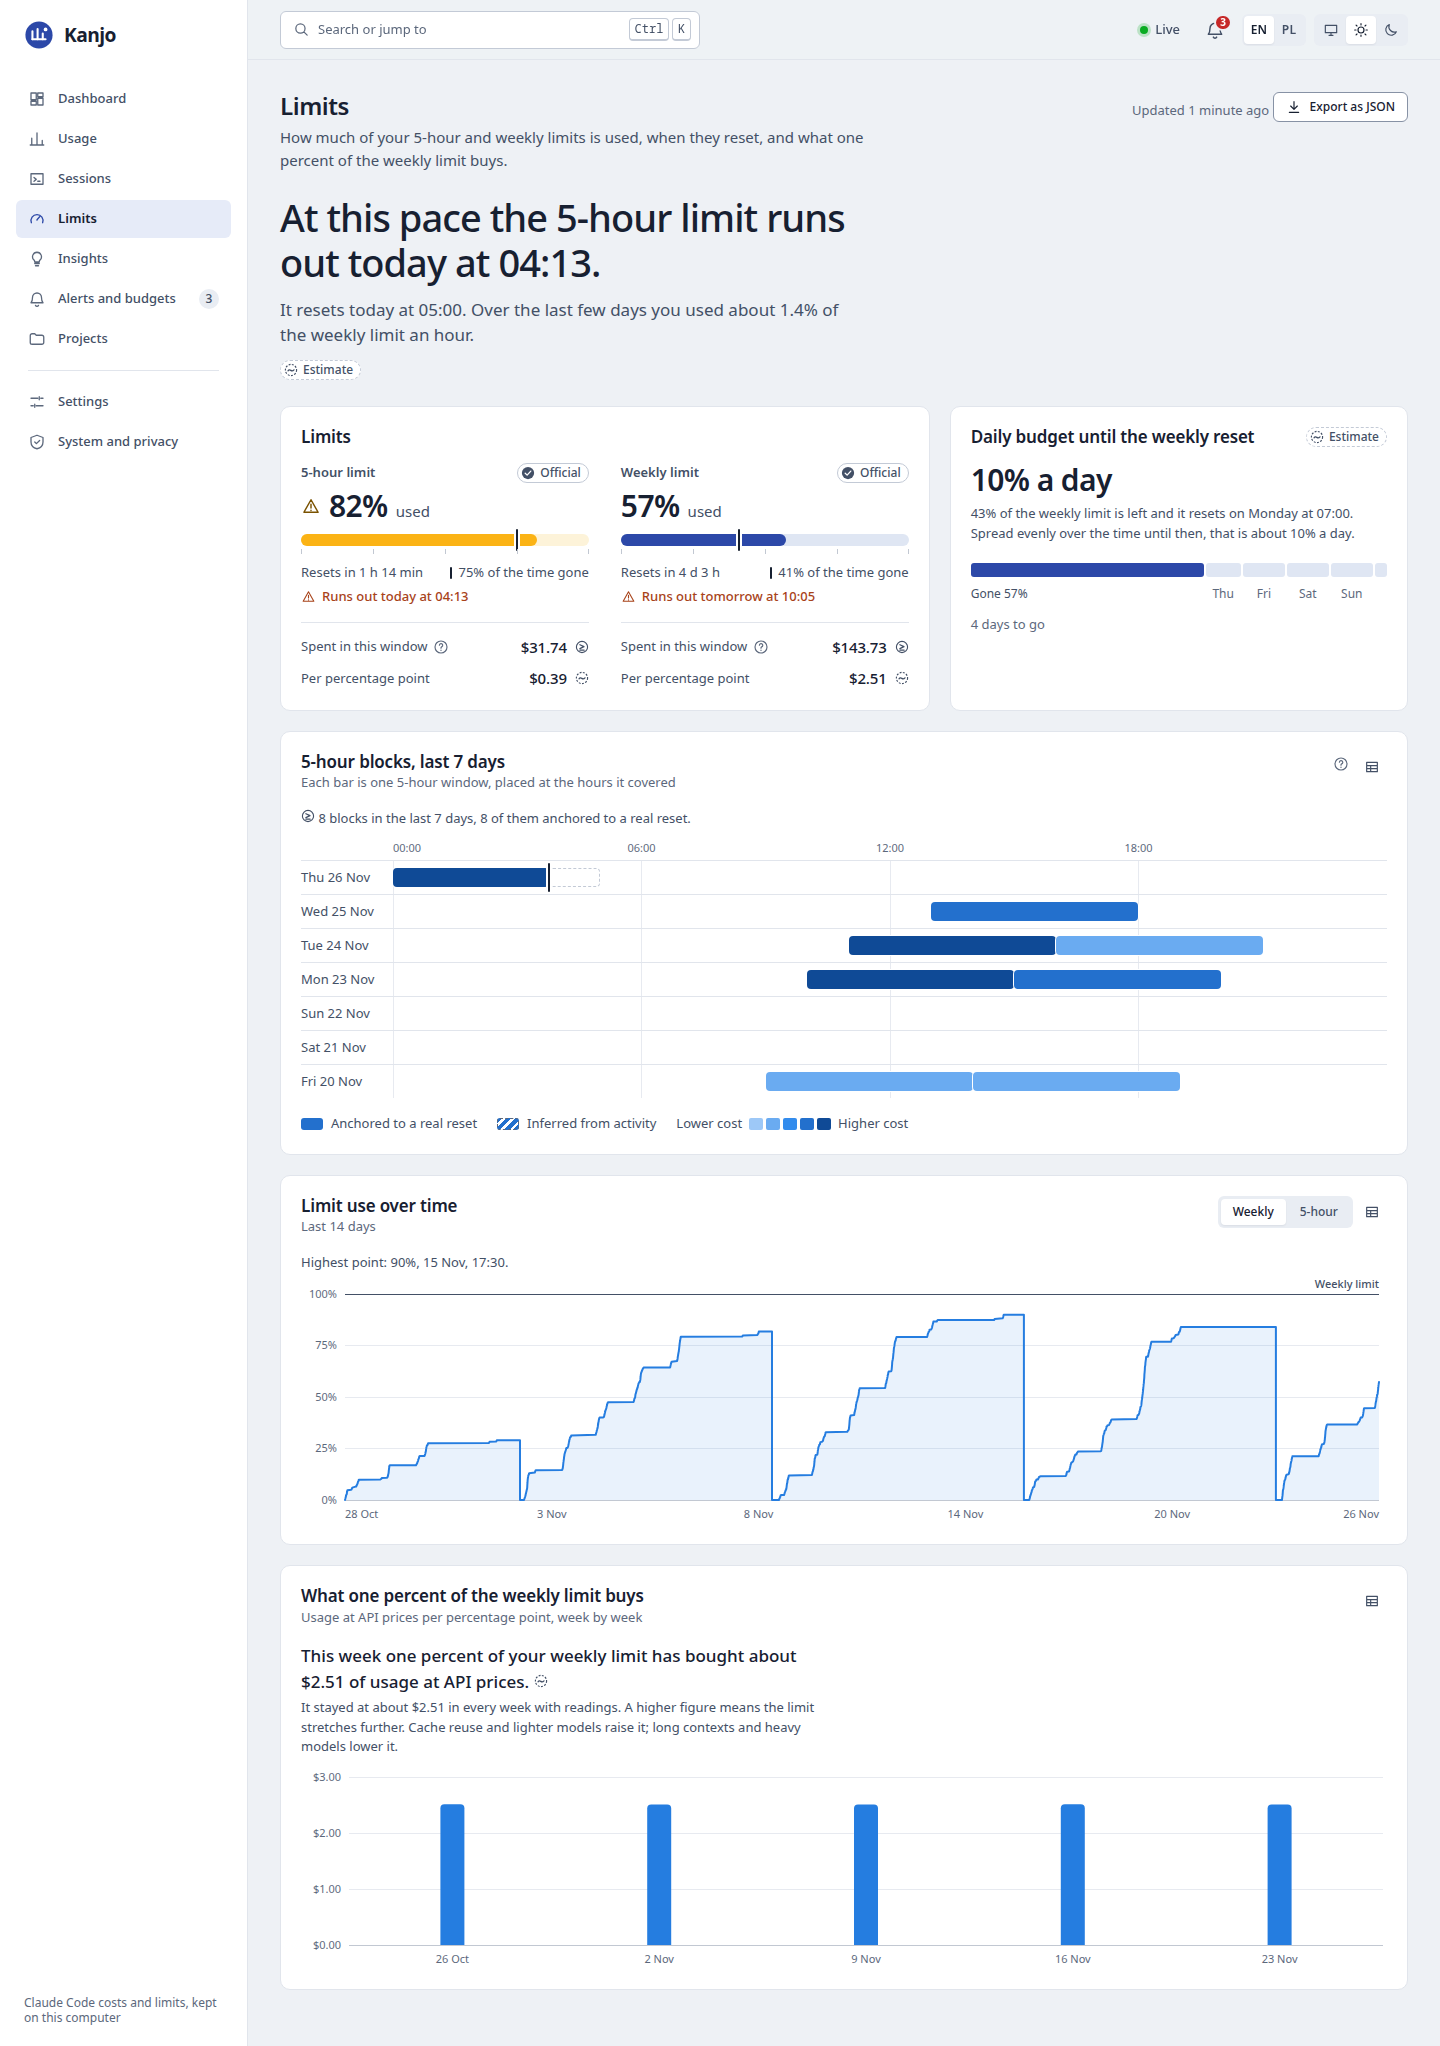 Kanjo
Search or jump to
Ctrl K
Live
3
EN PL
Dashboard
Usage
Sessions
Limits
Insights
Alerts and budgets 3
Projects
Settings
System and privacy
Claude Code costs and limits, kept
on this computer
Limits
Updated 1 minute ago
Export as JSON
How much of your 5-hour and weekly limits is used, when they reset, and what one
percent of the weekly limit buys.
At this pace the 5-hour limit runs
out today at 04:13.
It resets today at 05:00. Over the last few days you used about 1.4% of
the weekly limit an hour.
Estimate
Limits
5-hour limit Official
82% used
Resets in 1 h 14 min 75% of the time gone
Runs out today at 04:13
Spent in this window $31.74
Per percentage point $0.39
Weekly limit Official
57% used
Resets in 4 d 3 h 41% of the time gone
Runs out tomorrow at 10:05
Spent in this window $143.73
Per percentage point $2.51
Daily budget until the weekly reset Estimate
10% a day
43% of the weekly limit is left and it resets on Monday at 07:00.
Spread evenly over the time until then, that is about 10% a day.
Gone 57% Thu Fri Sat Sun
4 days to go
5-hour blocks, last 7 days
Each bar is one 5-hour window, placed at the hours it covered
8 blocks in the last 7 days, 8 of them anchored to a real reset.
00:00 06:00 12:00 18:00
Thu 26 Nov
Wed 25 Nov
Tue 24 Nov
Mon 23 Nov
Sun 22 Nov
Sat 21 Nov
Fri 20 Nov
Anchored to a real reset Inferred from activity Lower cost Higher cost
Limit use over time
Last 14 days
Weekly 5-hour
Highest point: 90%, 15 Nov, 17:30.
Weekly limit
100%
75%
50%
25%
0%
28 Oct 3 Nov 8 Nov 14 Nov 20 Nov 26 Nov
What one percent of the weekly limit buys
Usage at API prices per percentage point, week by week
This week one percent of your weekly limit has bought about
$2.51 of usage at API prices.
It stayed at about $2.51 in every week with readings. A higher figure means the limit
stretches further. Cache reuse and lighter models raise it; long contexts and heavy
models lower it.
$3.00
$2.00
$1.00
$0.00
26 Oct 2 Nov 9 Nov 16 Nov 23 Nov